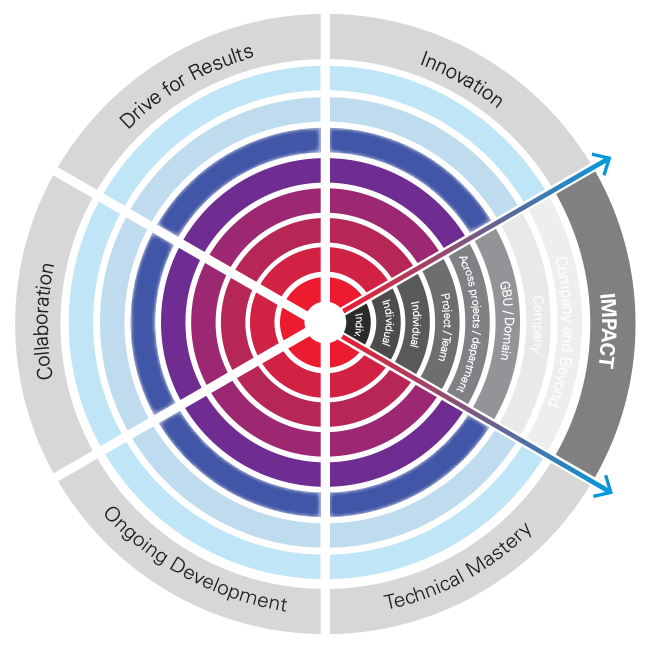 Drive for Results
Innovation
Collaboration
IMPACT
Indiv.
Individual
Individual
Project / Team
Across projects / department
GBU / Domain
Company
Company and Beyond
Ongoing Development
Technical Mastery